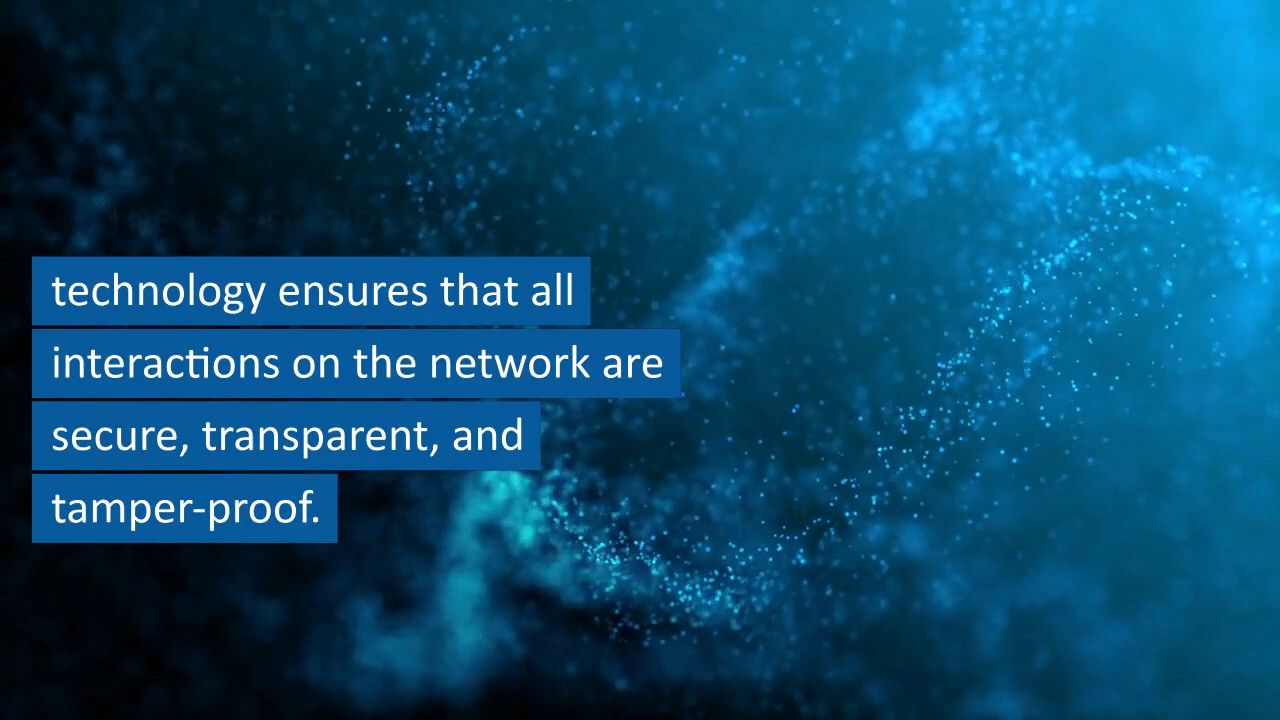 technology ensures that all
interactions on the network are
secure, transparent, and
tamper-proof.